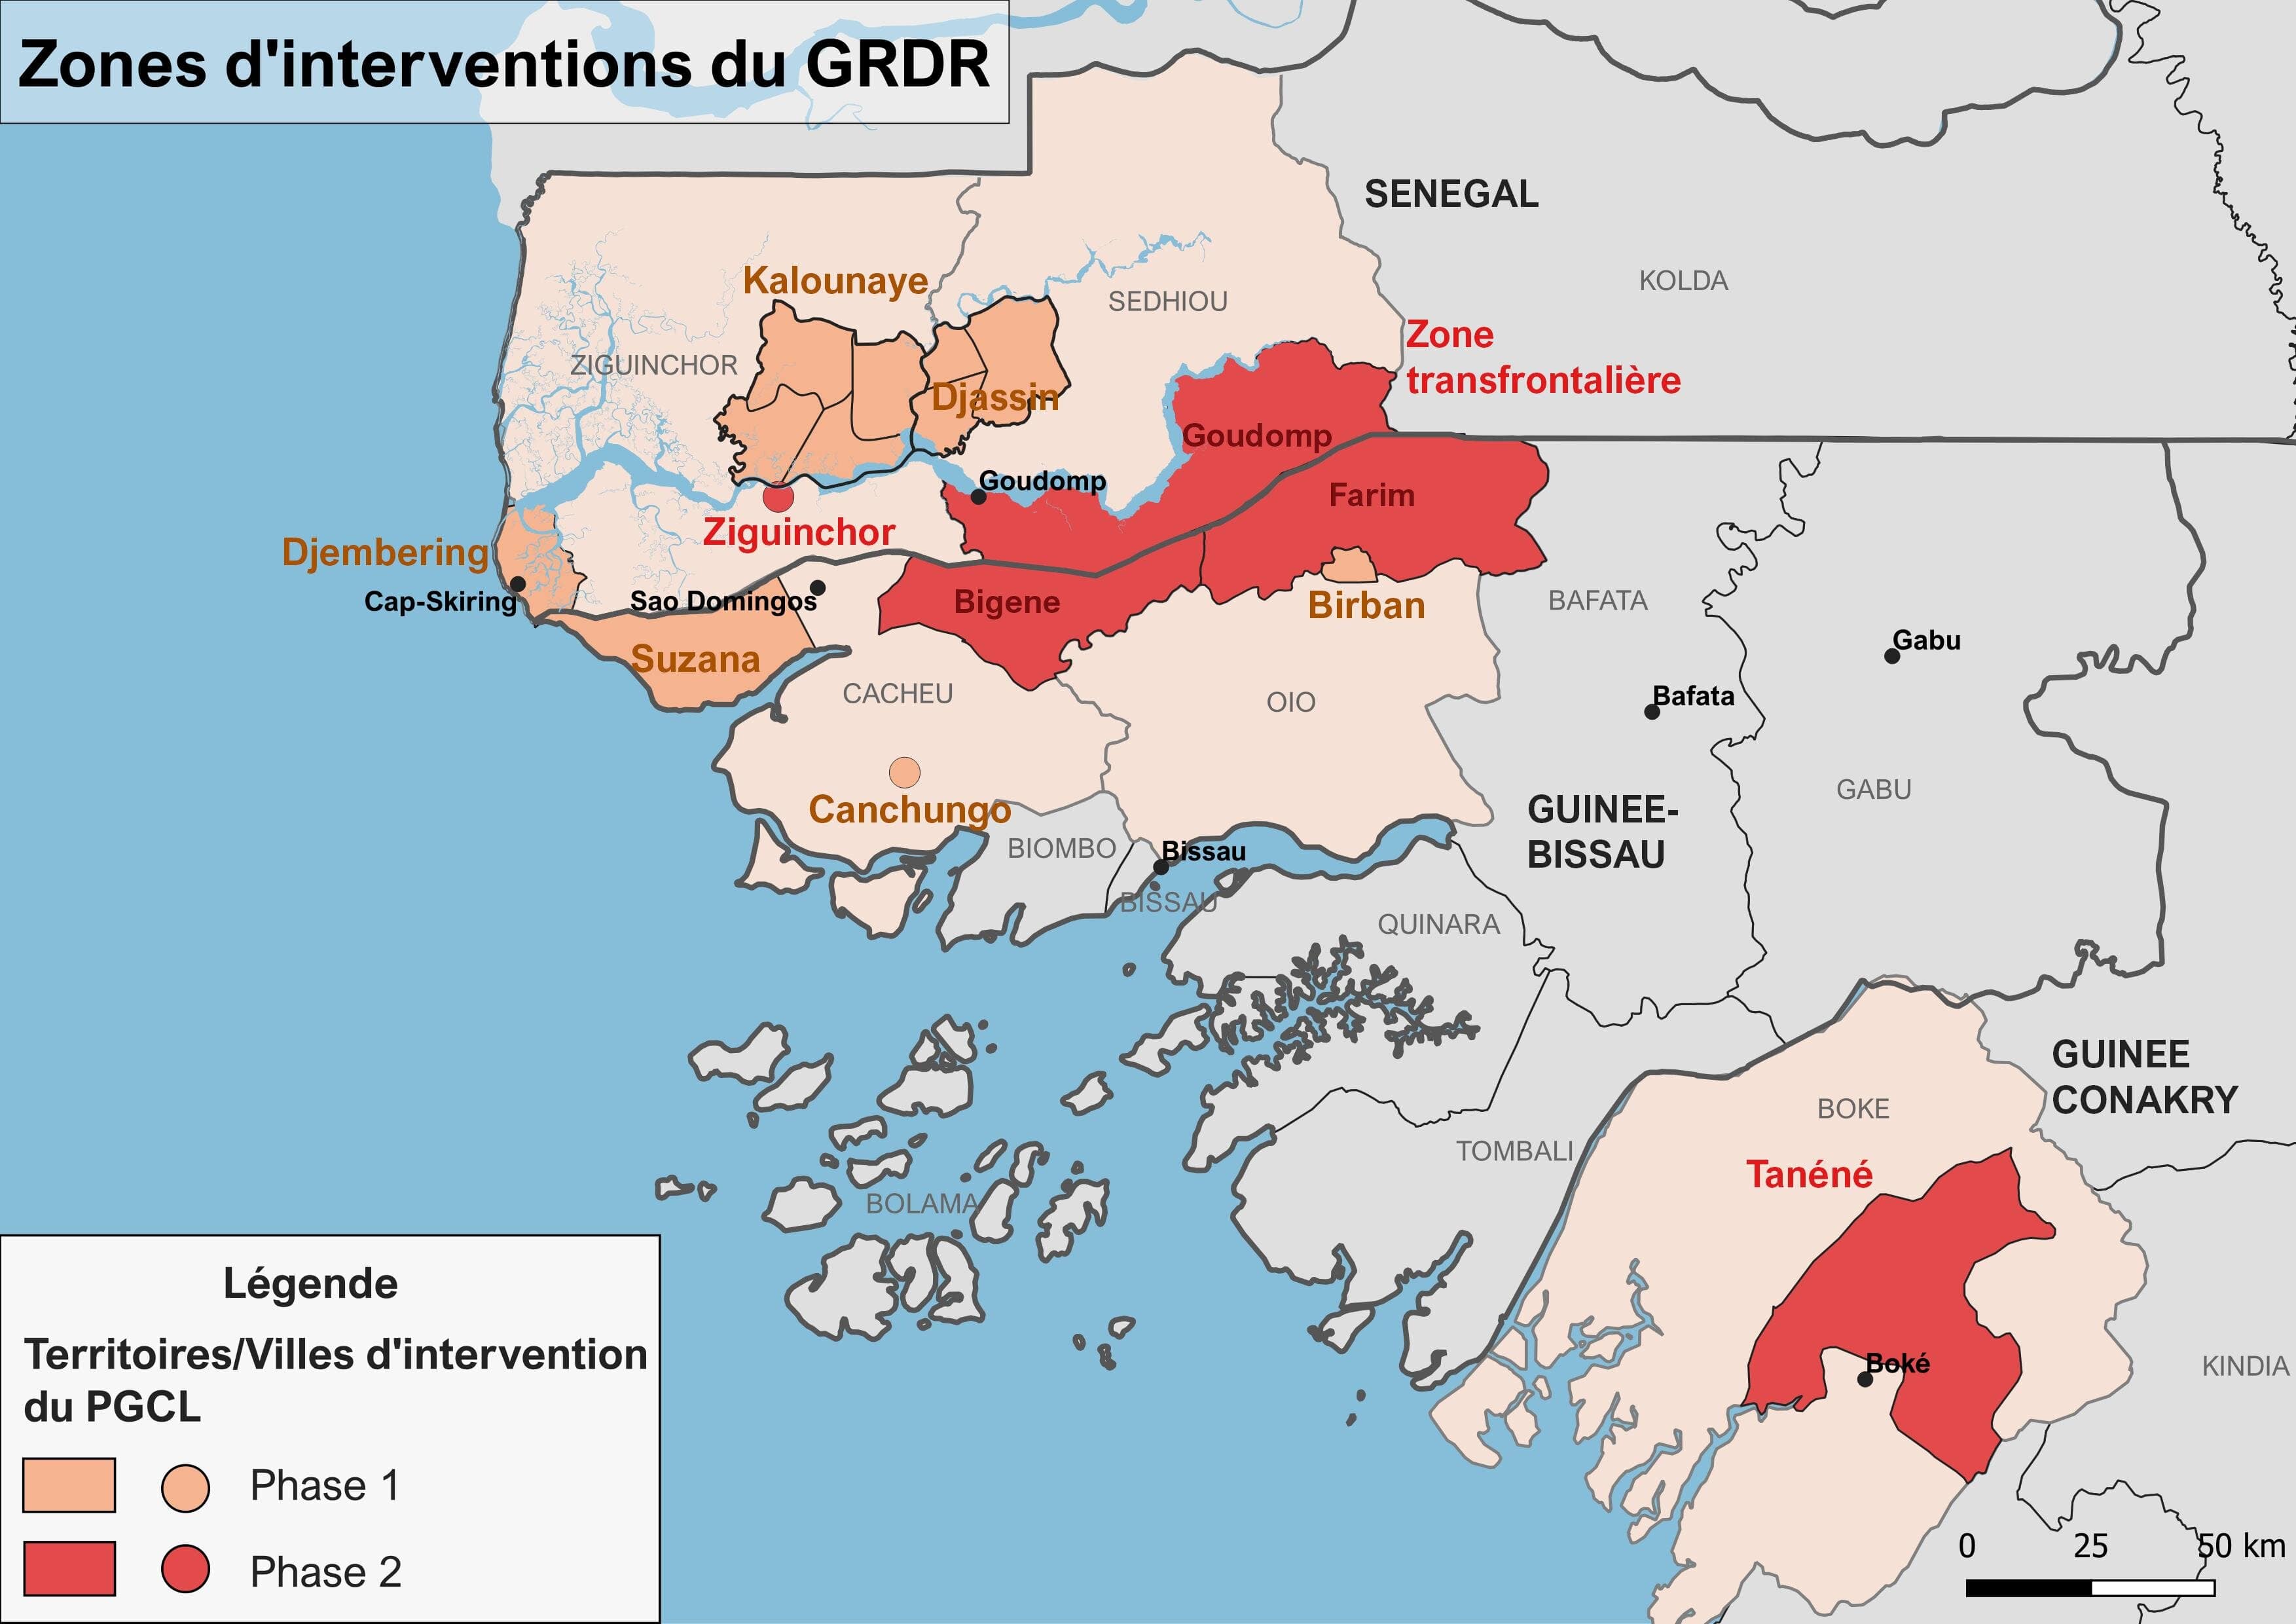 Zones d'interventions du GRDR
SENEGAL
KOLDA
Kalounaye
SEDHIOU
Zone
transfrontalière
ZIGUINCHOR
Djassin
Goudomp
Goudomp
Farim
Ziguinchor
Djembering
Cap-Skiring
Sao Domingos
Bigene
Birban
BAFATA
Suzana
Gabu
CACHEU
OIO
Bafata
GABU
Canchungo
GUINEE-
BISSAU
BIOMBO
Bissau
BISSAU
QUINARA
GUINEE
CONAKRY
BOKE
TOMBALI
Tanéné
BOLAMA
Boké
KINDIA
Légende
Territoires/Villes d'intervention
du PGCL
Phase 1
Phase 2
0 25 50 km